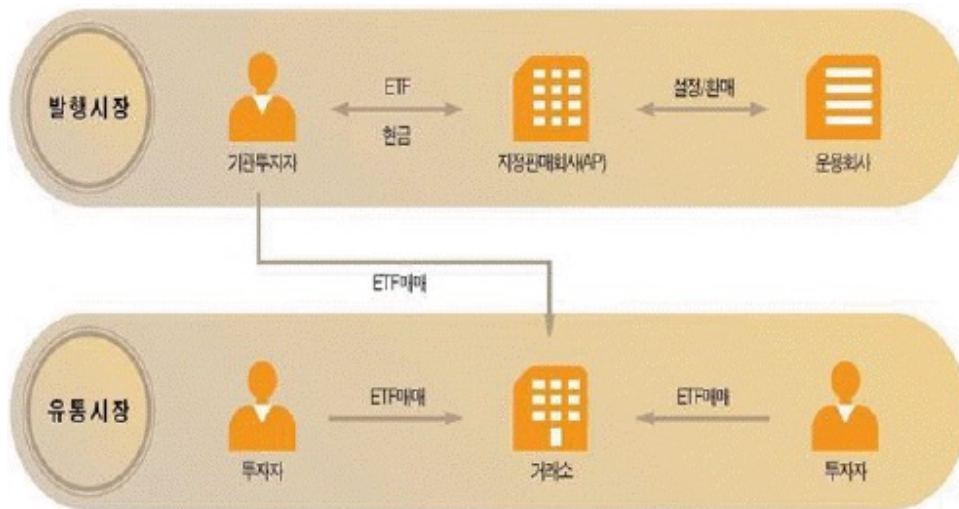 발행시장
ETF
현금
설정/환매
기관투자자
지정판매회사(AP)
운용회사
ETF매매
유통시장
ETF매매
ETF매매
투자자
거래소
투자자